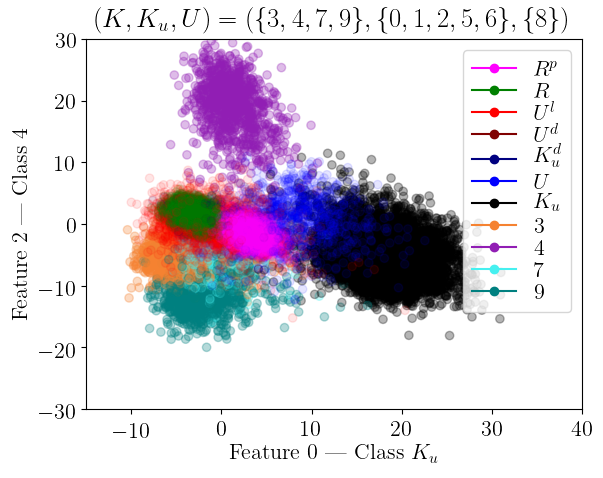 (K, K_u, U) = ({3, 4, 7, 9}, {0, 1, 2, 5, 6}, {8})
30
20
10
0
−10
−20
−30
Feature 2 — Class 4
R^p
R
U^l
U^d
K_u^d
U
K_u
3
4
7
9
−10
0
10
20
30
40
Feature 0 — Class K_u